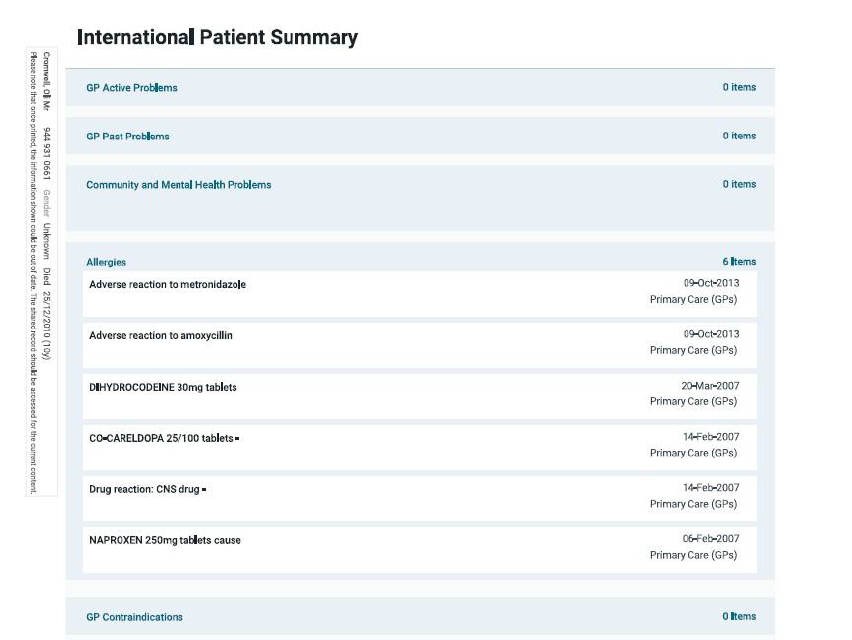 International Patient Summary
Cromwell, Oli Mr 944 931 0661 Gender Unknown Died 25/12/2010 (10y)
Please note that once printed, the information shown could be out of date. The shared record should be accessed for the current content.
GP Active Problems 0 items
GP Past Problems 0 items
Community and Mental Health Problems 0 items
Allergies 6 Items
Adverse reaction to metronidazole 09-Oct-2013
Primary Care (GPs)
Adverse reaction to amoxycillin 09-Oct-2013
Primary Care (GPs)
DIHYDROCODEINE 30mg tablets 20-Mar-2007
Primary Care (GPs)
CO-CARELDOPA 25/100 tablets - 14-Feb-2007
Primary Care (GPs)
Drug reaction: CNS drug - 14-Feb-2007
Primary Care (GPs)
NAPROXEN 250mg tablets cause 06-Feb-2007
Primary Care (GPs)
GP Contraindications 0 Items